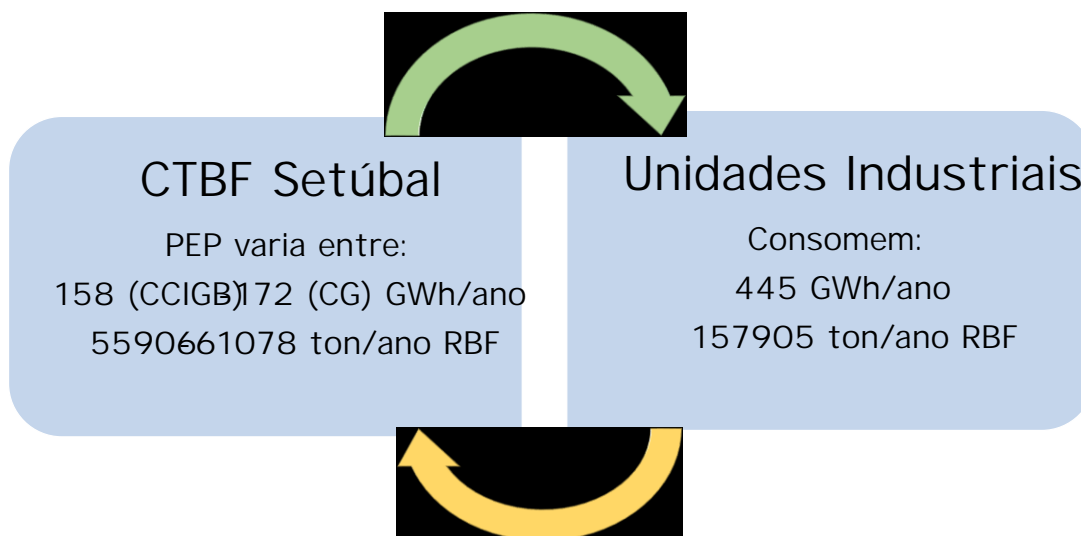 CTBF Setúbal
PEP varia entre:
158 (CCIGB)-172 (CG) GWh/ano
55906-61078 ton/ano RBF
Unidades Industriais
Consomem:
445 GWh/ano
157905 ton/ano RBF